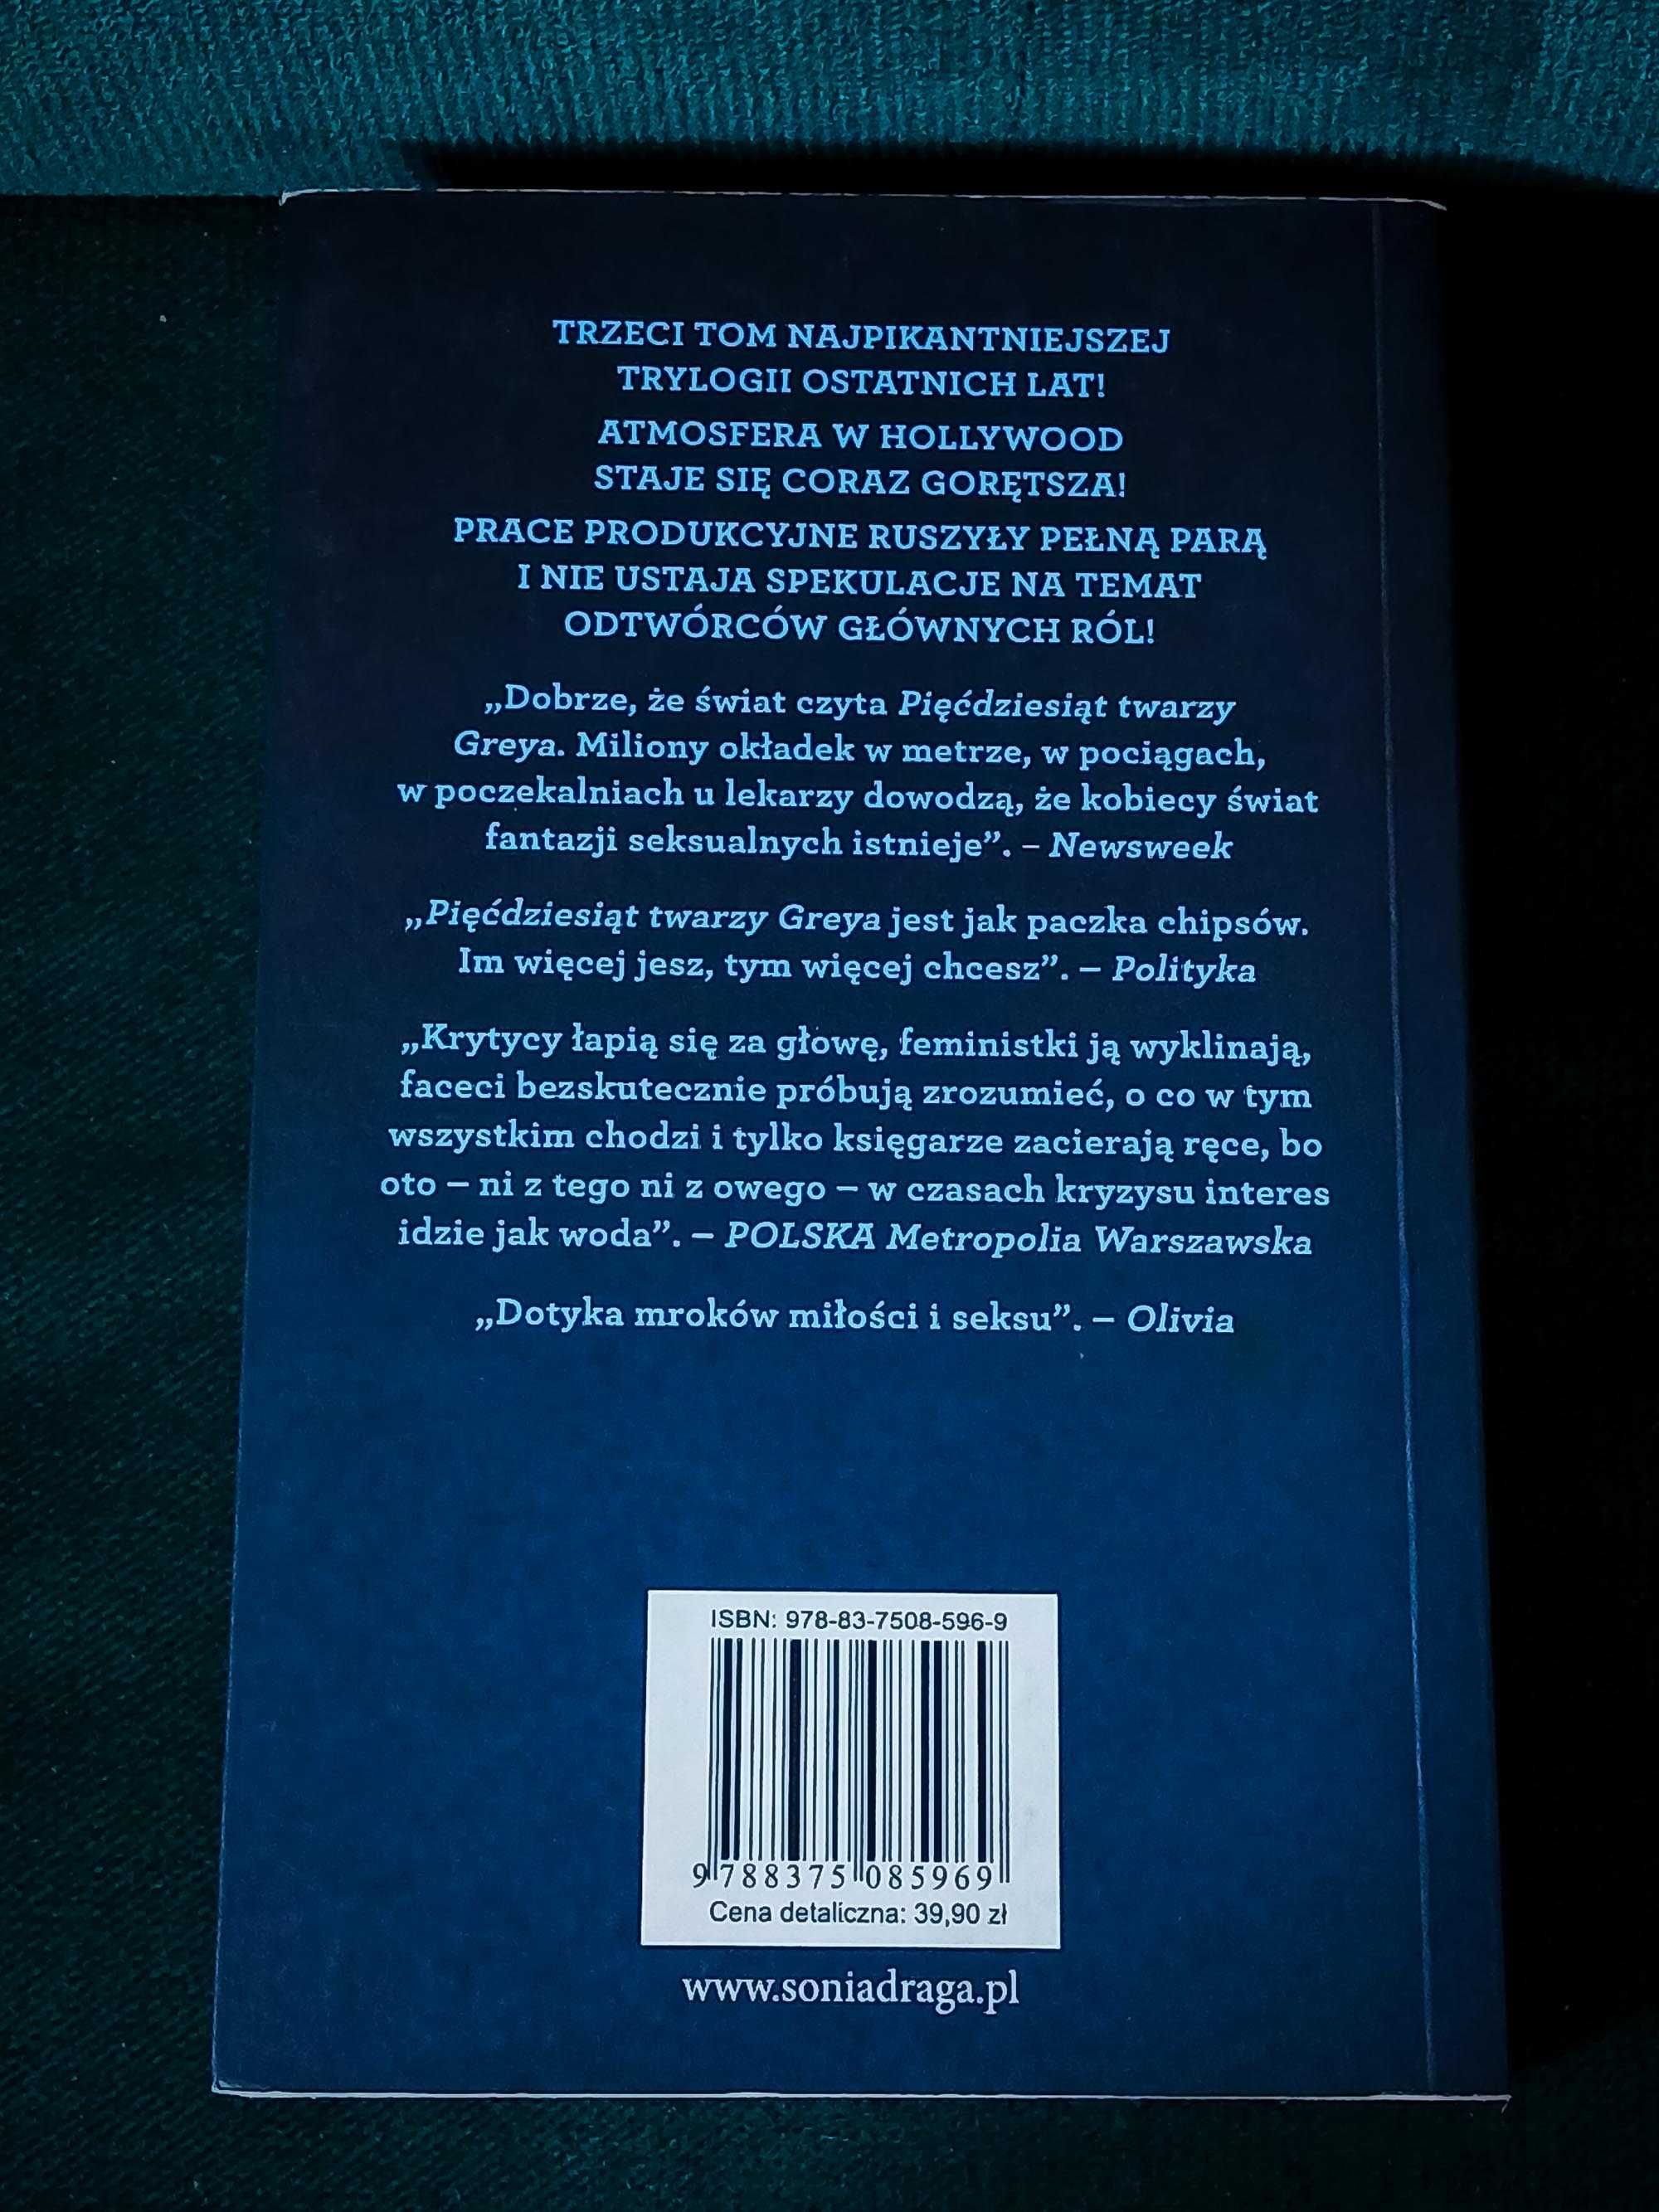 TRZECI TOM NAJPIKANTNIEJSZEJ
TRYLOGII OSTATNICH LAT!
ATMOSFERA W HOLLYWOOD
STAJE SIĘ CORAZ GORĘTSZA!
PRACE PRODUKCYJNE RUSZYŁY PEŁNĄ PARĄ
I NIE USTAJA SPEKULACJE NA TEMAT
ODTWÓRCÓW GŁÓWNYCH RÓL!
„Dobrze, że świat czyta Pięćdziesiąt twarzy
Greya. Miliony okładek w metrze, w pociągach,
w poczekalniach u lekarzy dowodzą, że kobiecy świat
fantazji seksualnych istnieje”. – Newsweek
„Pięćdziesiąt twarzy Greya jest jak paczka chipsów.
Im więcej jesz, tym więcej chcesz”. – Polityka
„Krytycy łapią się za głowę, feministki ją wyklinają,
faceci bezskutecznie próbują zrozumieć, o co w tym
wszystkim chodzi i tylko księgarze zacierają ręce, bo
oto – ni z tego ni z owego – w czasach kryzysu interes
idzie jak woda”. – POLSKA Metropolia Warszawska
„Dotyka mroków miłości i seksu”. – Olivia
ISBN: 978-83-7508-596-9
9 788375 085969
Cena detaliczna: 39,90 zł
www.soniadraga.pl